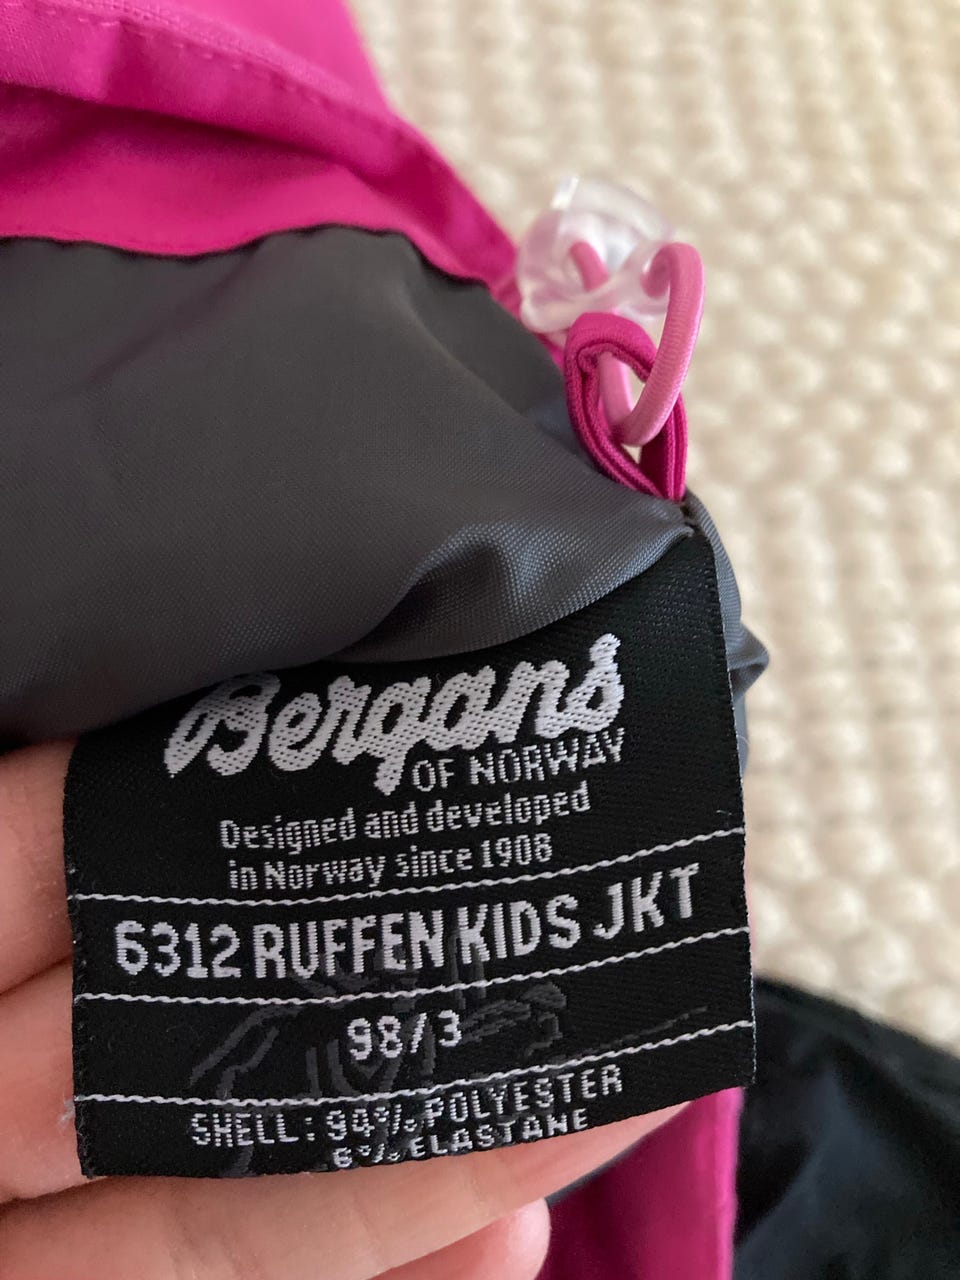 Bergans
OF NORWAY
Designed and developed
in Norway since 1908
6312 RUFFEN KIDS JKT
98/3
SHELL: 94% POLYESTER
6% ELASTANE